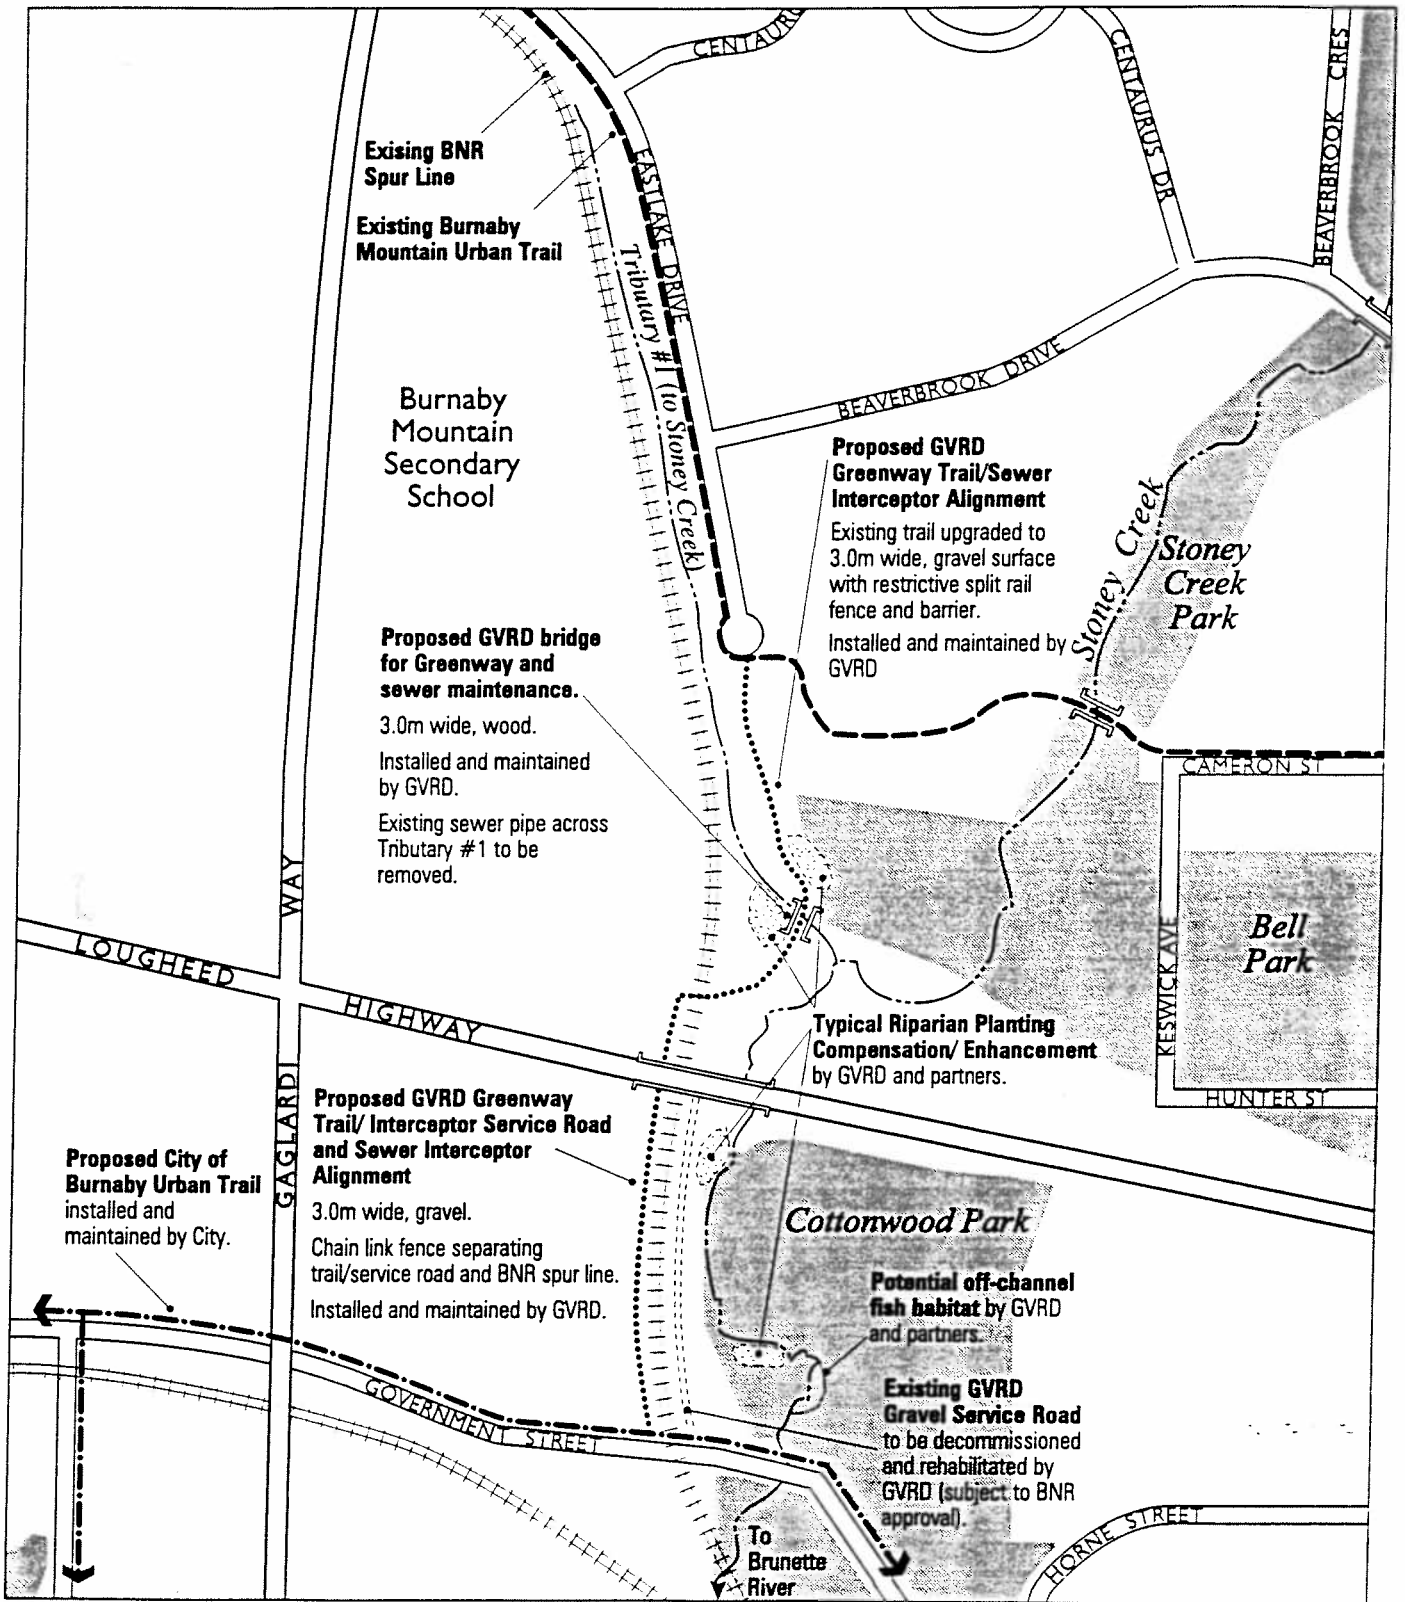 CENTAURU
CENTAURUS DR
BEAVERBROOK CRES
Exising BNR
Spur Line
Existing Burnaby
Mountain Urban Trail
EASTLAKE DRIVE
Tributary #1 (to Stoney Creek)
BEAVERBROOK DRIVE
Burnaby
Mountain
Secondary
School
Proposed GVRD
Greenway Trail/Sewer
Interceptor Alignment
Existing trail upgraded to
3.0m wide, gravel surface
with restrictive split rail
fence and barrier.
Installed and maintained by
GVRD
Stoney Creek
Stoney
Creek
Park
Proposed GVRD bridge
for Greenway and
sewer maintenance.
3.0m wide, wood.
Installed and maintained
by GVRD.
Existing sewer pipe across
Tributary #1 to be
removed.
CAMERON ST
WAY
LOUGHEED
HIGHWAY
Bell
Park
KESWICK AVE
HUNTER ST
Typical Riparian Planting
Compensation/ Enhancement
by GVRD and partners.
GAGLARDI
Proposed GVRD Greenway
Trail/ Interceptor Service Road
and Sewer Interceptor
Alignment
3.0m wide, gravel.
Chain link fence separating
trail/service road and BNR spur line.
Installed and maintained by GVRD.
Proposed City of
Burnaby Urban Trail
installed and
maintained by City.
Cottonwood Park
Potential off-channel
fish habitat by GVRD
and partners.
Existing GVRD
Gravel Service Road
to be decommissioned
and rehabilitated by
GVRD (subject to BNR
approval).
GOVERNMENT STREET
HORNE STREET
To
Brunette
River